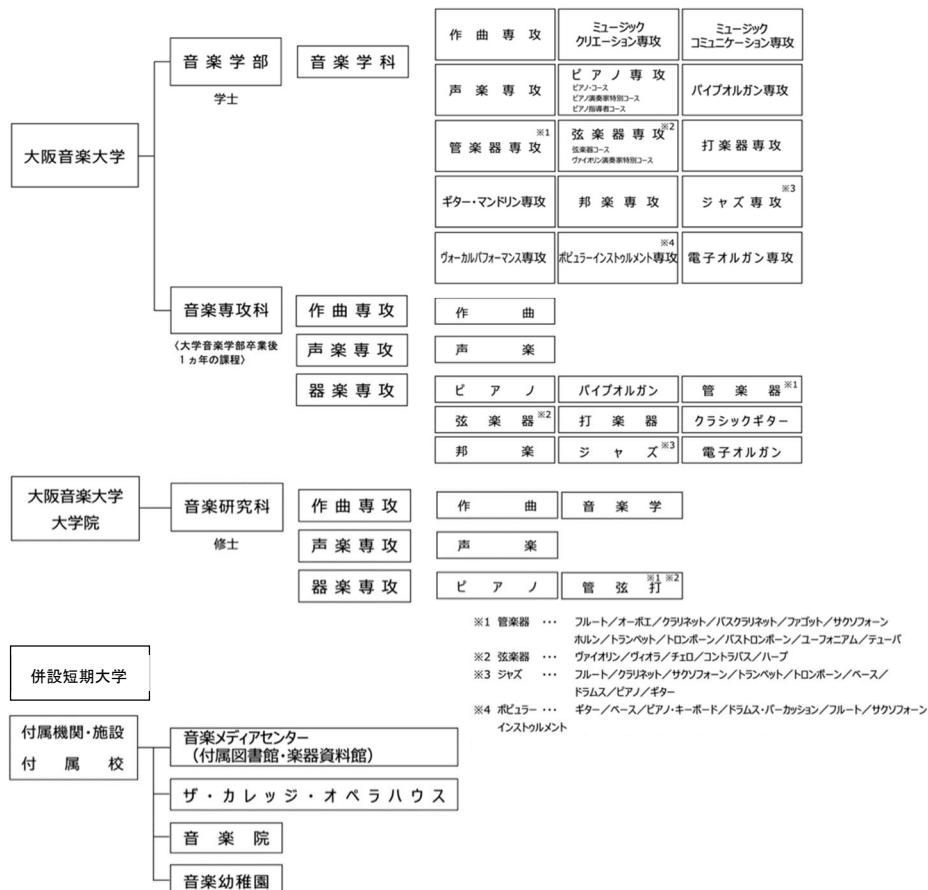 大阪音楽大学
音楽学部
学士
音楽学科
作曲専攻
ミュージック
クリエーション専攻
ミュージック
コミュニケーション専攻
声楽専攻
ピアノ専攻
ピアノ・コース
ピアノ演奏家特別コース
ピアノ指導者コース
パイプオルガン専攻
管楽器専攻※1
弦楽器専攻※2
弦楽器コース
ヴァイオリン演奏家特別コース
打楽器専攻
ギター・マンドリン専攻
邦楽専攻
ジャズ専攻※3
ヴォーカルパフォーマンス専攻
ポピュラーインストゥルメント専攻※4
電子オルガン専攻
音楽専攻科
〈大学音楽学部卒業後
1ヵ年の課程〉
作曲専攻
作曲
声楽専攻
声楽
器楽専攻
ピアノ
パイプオルガン
管楽器※1
弦楽器※2
打楽器
クラシックギター
邦楽
ジャズ※3
電子オルガン
大阪音楽大学
大学院
音楽研究科
修士
作曲専攻
作曲
音楽学
声楽専攻
声楽
器楽専攻
ピアノ
管弦打※1 ※2
※1 管楽器 … フルート/オーボエ/クラリネット/バスクラリネット/ファゴット/サクソフォーン
ホルン/トランペット/トロンボーン/バストロンボーン/ユーフォニアム/テューバ
※2 弦楽器 … ヴァイオリン/ヴィオラ/チェロ/コントラバス/ハープ
※3 ジャズ … フルート/クラリネット/サクソフォーン/トランペット/トロンボーン/ベース/
ドラムス/ピアノ/ギター
※4 ポピュラー … ギター/ベース/ピアノ・キーボード/ドラムス・パーカッション/フルート/サクソフォーン
インストゥルメント
併設短期大学
付属機関・施設
付属校
音楽メディアセンター
(付属図書館・楽器資料館)
ザ・カレッジ・オペラハウス
音楽院
音楽幼稚園